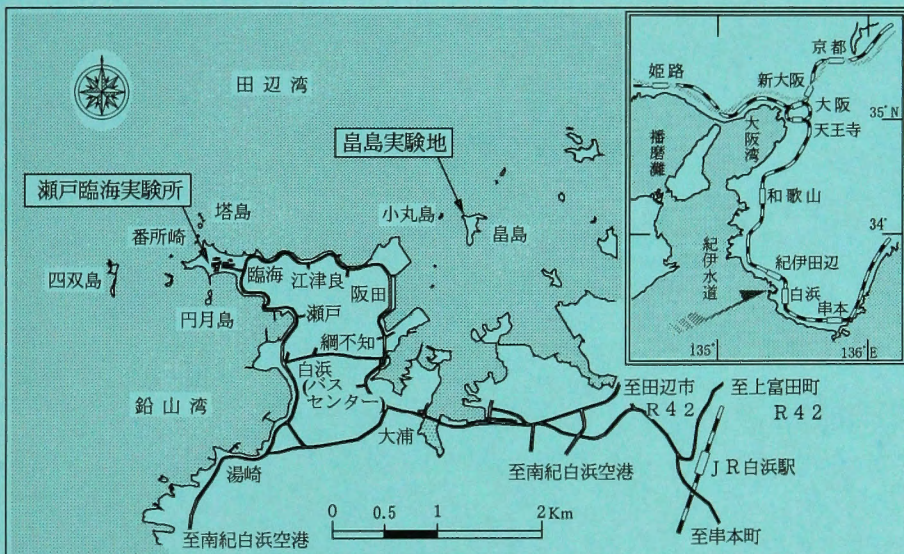 田辺湾
畠島実験地
瀬戸臨海実験所
塔島
番所崎
四双島
円月島
臨海
江津良
瀬戸
小丸島
畠島
阪田
綱不知
白浜
バス
センター
鉛山湾
大浦
湯崎
至南紀白浜空港
至南紀白浜空港
至田辺市
R42
至上富田町
R42
JR白浜駅
至串本町
0 0.5 1 2Km
京都
姫路
新大阪
大阪
天王寺
35°N
播磨灘
大阪湾
和歌山
34°
紀伊水道
紀伊田辺
白浜
串本
135°
136°E